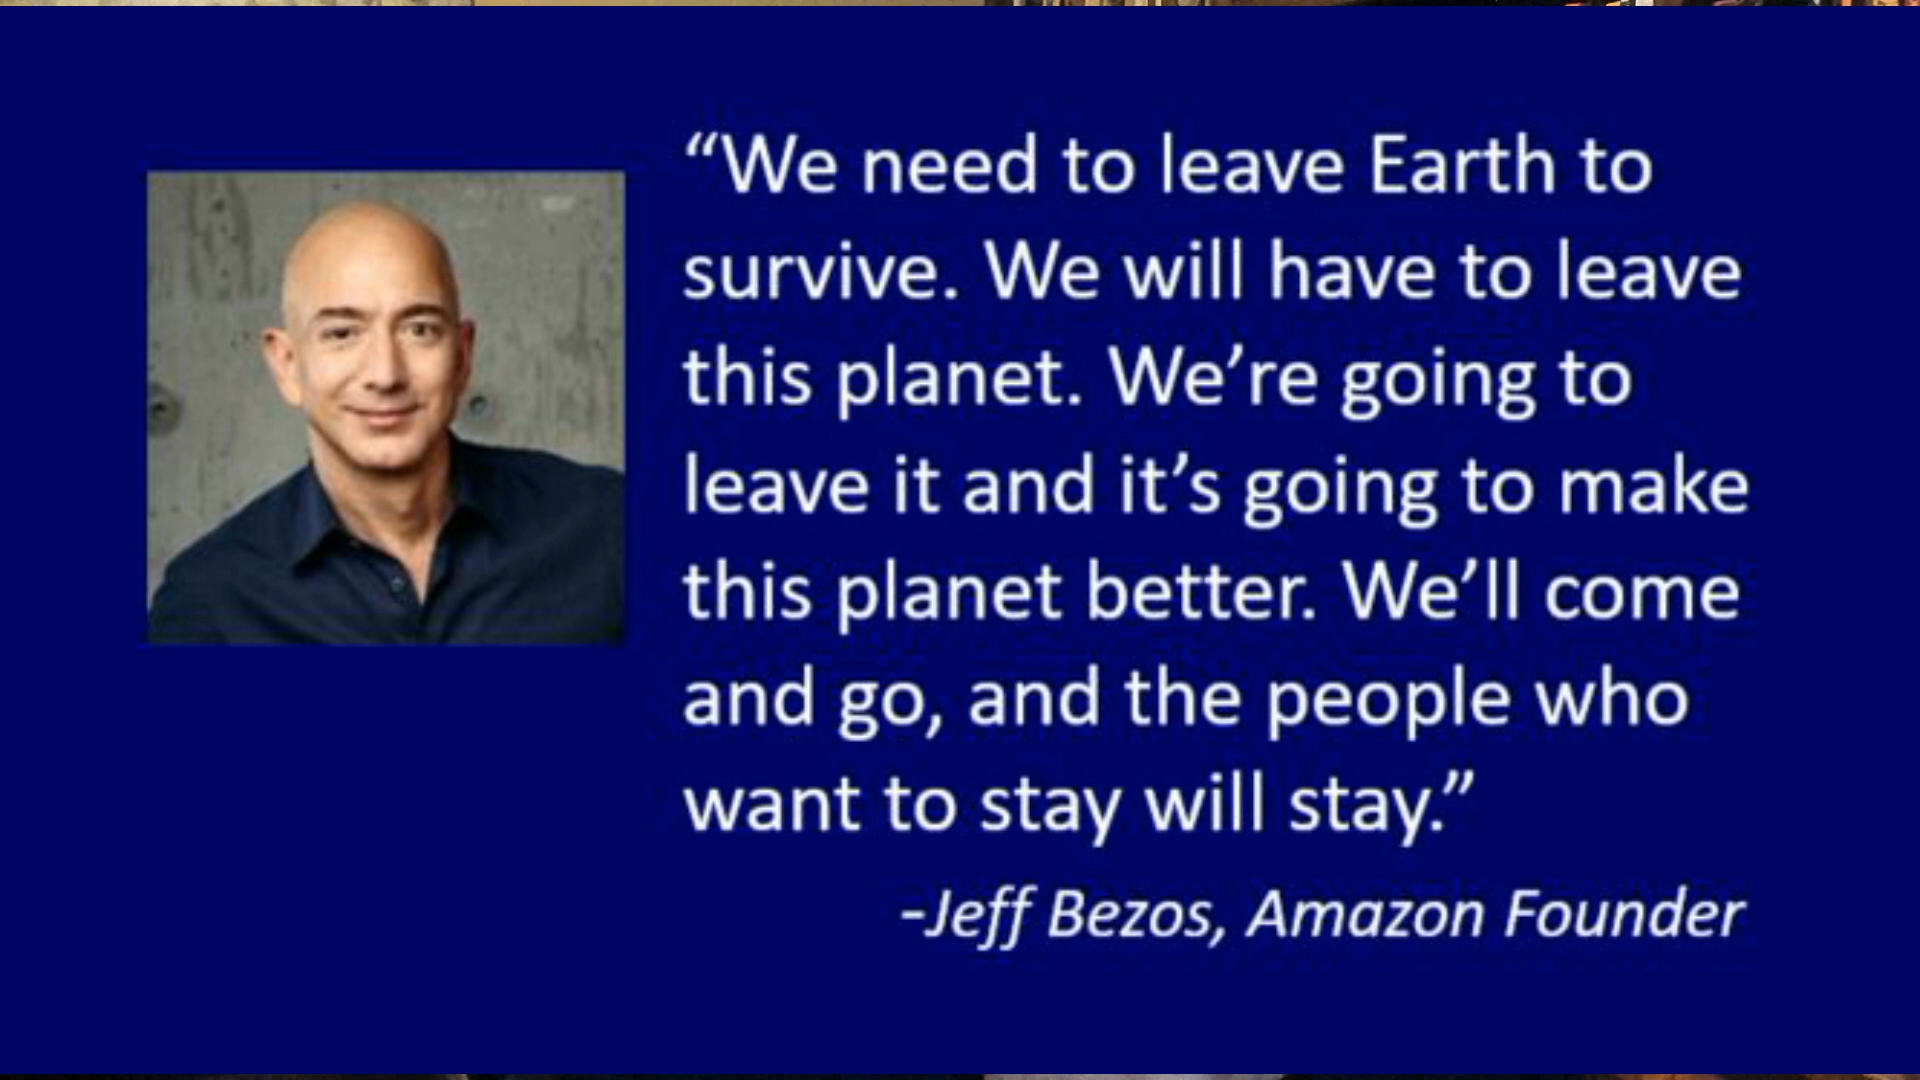 “We need to leave Earth to
survive. We will have to leave
this planet. We’re going to
leave it and it’s going to make
this planet better. We’ll come
and go, and the people who
want to stay will stay.”
-Jeff Bezos, Amazon Founder